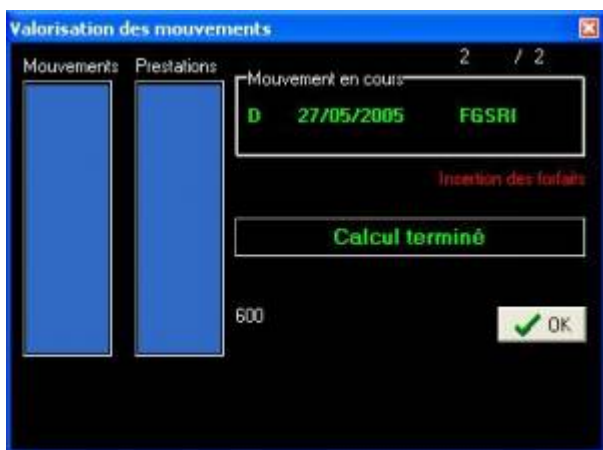 Valorisation des mouvements
Mouvements Prestations
2 / 2
Mouvement en cours
D 27/05/2005 FGSRI
Insertion des forfaits
Calcul terminé
600
OK